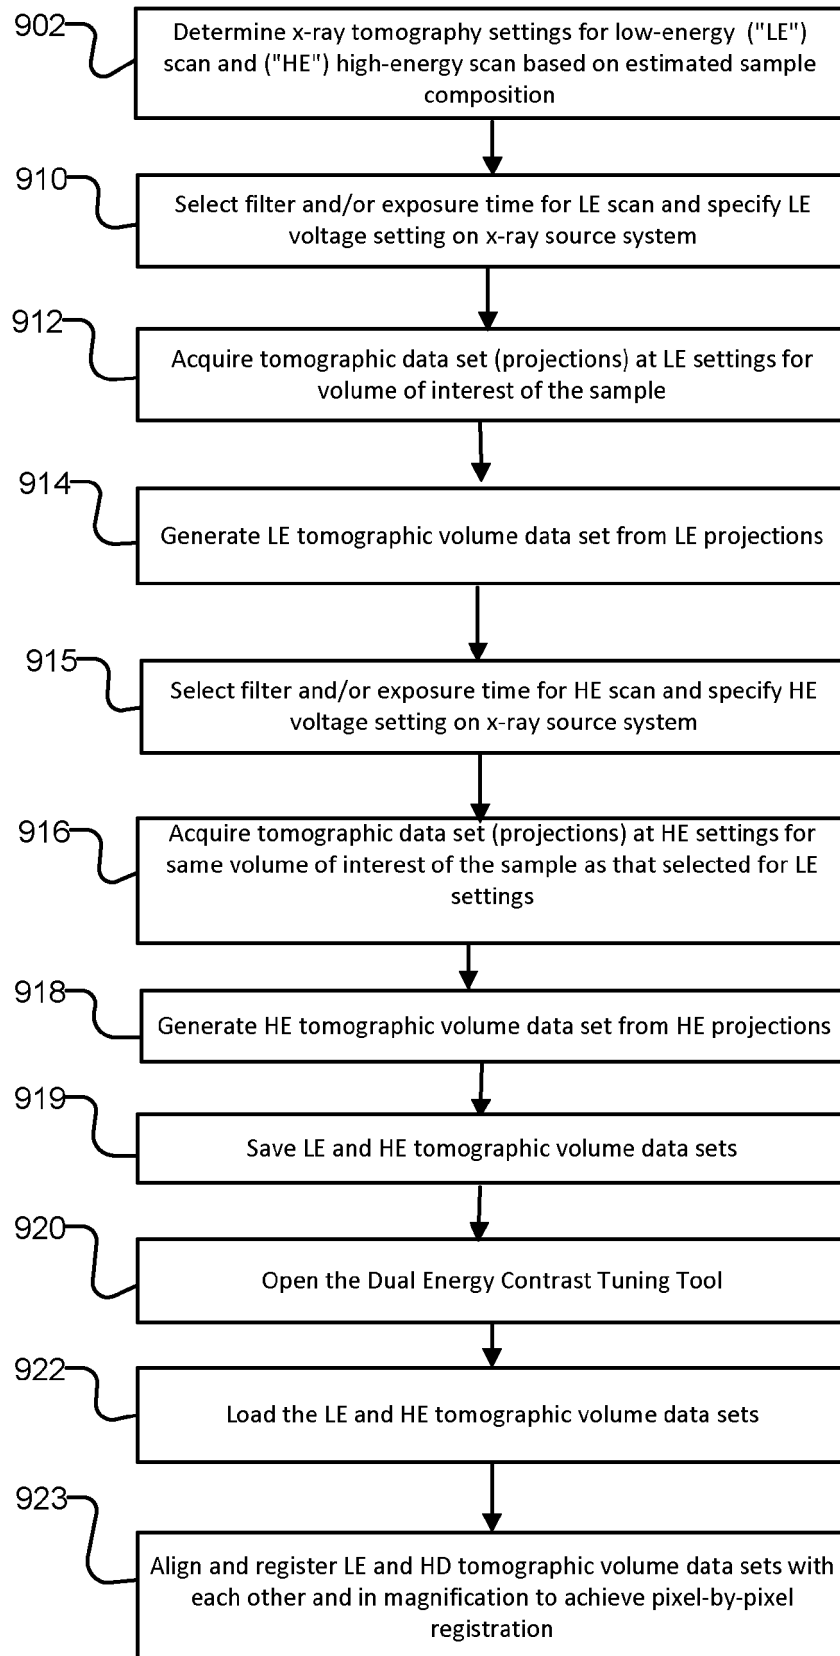 902
Determine x-ray tomography settings for low-energy ("LE")
scan and ("HE") high-energy scan based on estimated sample
composition
910
Select filter and/or exposure time for LE scan and specify LE
voltage setting on x-ray source system
912
Acquire tomographic data set (projections) at LE settings for
volume of interest of the sample
914
Generate LE tomographic volume data set from LE projections
915
Select filter and/or exposure time for HE scan and specify HE
voltage setting on x-ray source system
916
Acquire tomographic data set (projections) at HE settings for
same volume of interest of the sample as that selected for LE
settings
918
Generate HE tomographic volume data set from HE projections
919
Save LE and HE tomographic volume data sets
920
Open the Dual Energy Contrast Tuning Tool
922
Load the LE and HE tomographic volume data sets
923
Align and register LE and HD tomographic volume data sets with
each other and in magnification to achieve pixel-by-pixel
registration